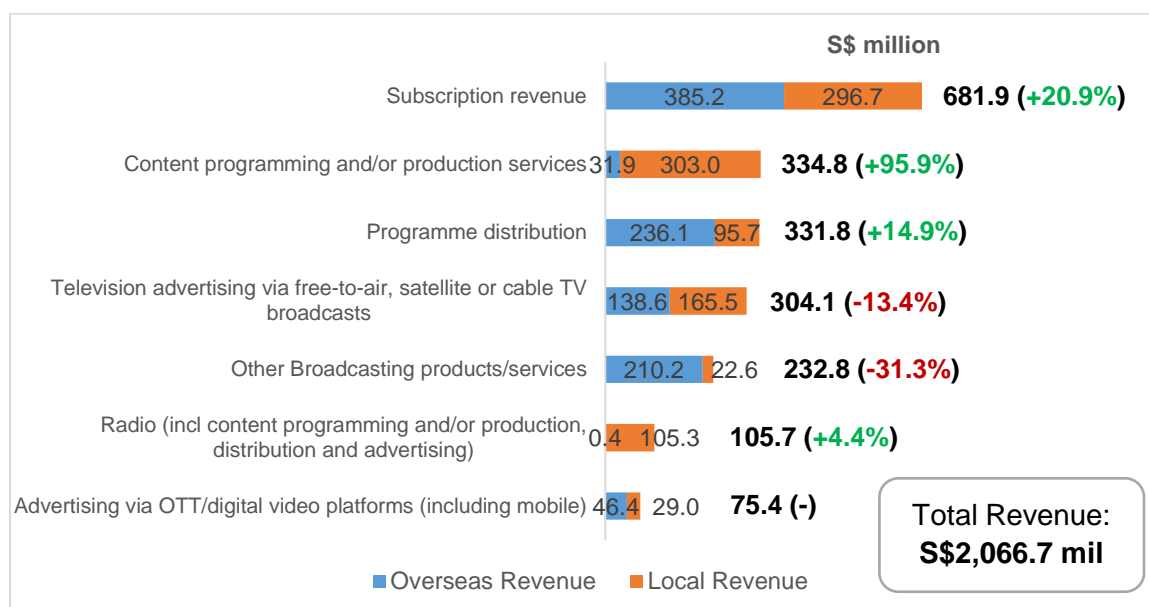 S$ million
Subscription revenue 385.2 296.7 681.9 (+20.9%)
Content programming and/or production services 31.9 303.0 334.8 (+95.9%)
Programme distribution 236.1 95.7 331.8 (+14.9%)
Television advertising via free-to-air, satellite or cable TV
broadcasts 138.6 165.5 304.1 (-13.4%)
Other Broadcasting products/services 210.2 22.6 232.8 (-31.3%)
Radio (incl content programming and/or production,
distribution and advertising) 0.4 105.3 105.7 (+4.4%)
Advertising via OTT/digital video platforms (including mobile) 46.4 29.0 75.4 (-)
Total Revenue:
S$2,066.7 mil
Overseas Revenue Local Revenue